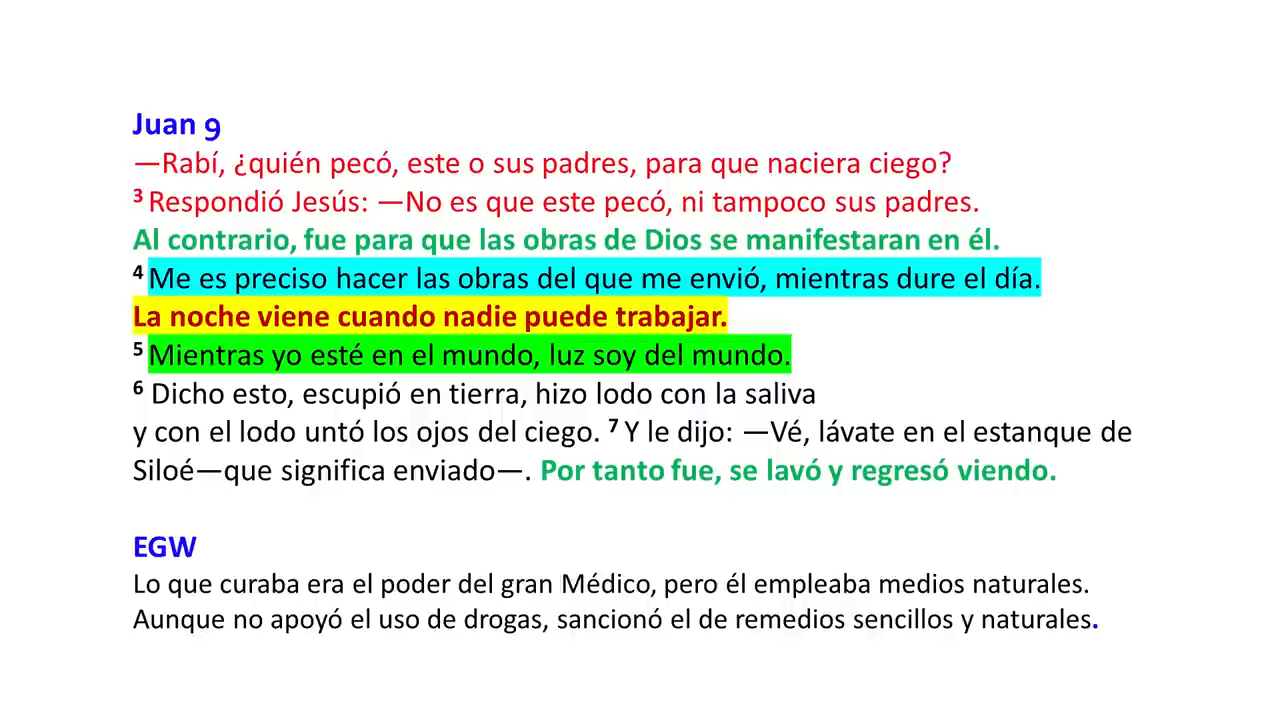 Juan 9
—Rabí, ¿quién pecó, este o sus padres, para que naciera ciego?
3 Respondió Jesús: —No es que este pecó, ni tampoco sus padres.
Al contrario, fue para que las obras de Dios se manifestaran en él.
4 Me es preciso hacer las obras del que me envió, mientras dure el día.
La noche viene cuando nadie puede trabajar.
5 Mientras yo esté en el mundo, luz soy del mundo.
6 Dicho esto, escupió en tierra, hizo lodo con la saliva
y con el lodo untó los ojos del ciego. 7 Y le dijo: —Vé, lávate en el estanque de
Siloé—que significa enviado—. Por tanto fue, se lavó y regresó viendo.
EGW
Lo que curaba era el poder del gran Médico, pero él empleaba medios naturales.
Aunque no apoyó el uso de drogas, sancionó el de remedios sencillos y naturales.